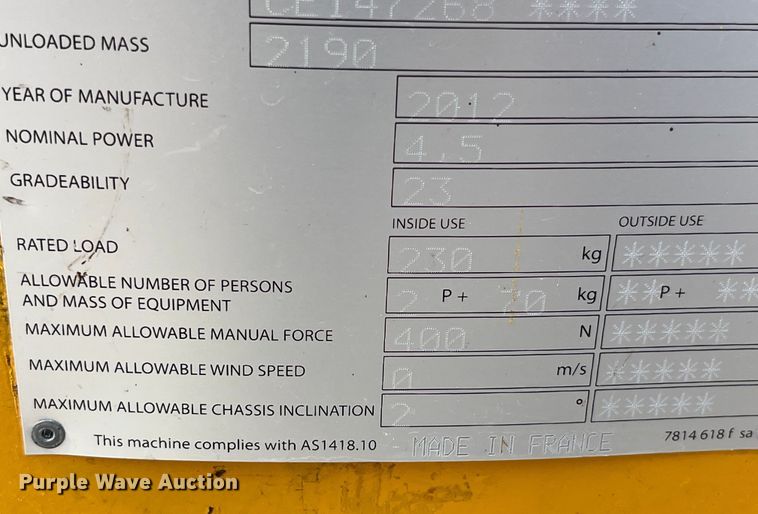 CE147268 ****
UNLOADED MASS 2190
YEAR OF MANUFACTURE 2012
NOMINAL POWER 4.5
GRADEABILITY 23
INSIDE USE OUTSIDE USE
RATED LOAD 230 kg *****
ALLOWABLE NUMBER OF PERSONS
AND MASS OF EQUIPMENT 2 P + 70 kg ** P + **
MAXIMUM ALLOWABLE MANUAL FORCE 400 N *****
MAXIMUM ALLOWABLE WIND SPEED 0 m/s *****
MAXIMUM ALLOWABLE CHASSIS INCLINATION 2 ° *****
This machine complies with AS1418.10 MADE IN FRANCE 7814 618 f sa
Purple Wave Auction